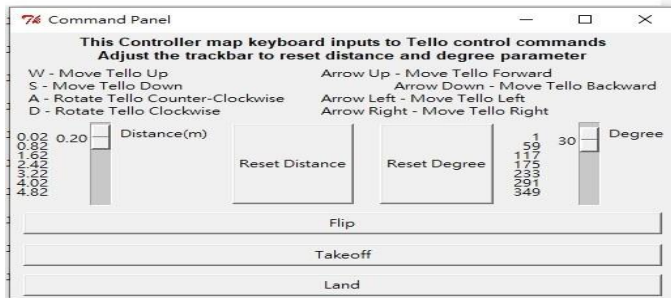 Command Panel
This Controller map keyboard inputs to Tello control commands
Adjust the trackbar to reset distance and degree parameter
W - Move Tello Up
S - Move Tello Down
A - Rotate Tello Counter-Clockwise
D - Rotate Tello Clockwise
Arrow Up - Move Tello Forward
Arrow Down - Move Tello Backward
Arrow Left - Move Tello Left
Arrow Right - Move Tello Right
0.02
0.82
1.62
2.42
3.22
4.02
4.82
0.20
Distance(m)
Reset Distance
Reset Degree
1
59
117
175
233
291
349
30
Degree
Flip
Takeoff
Land